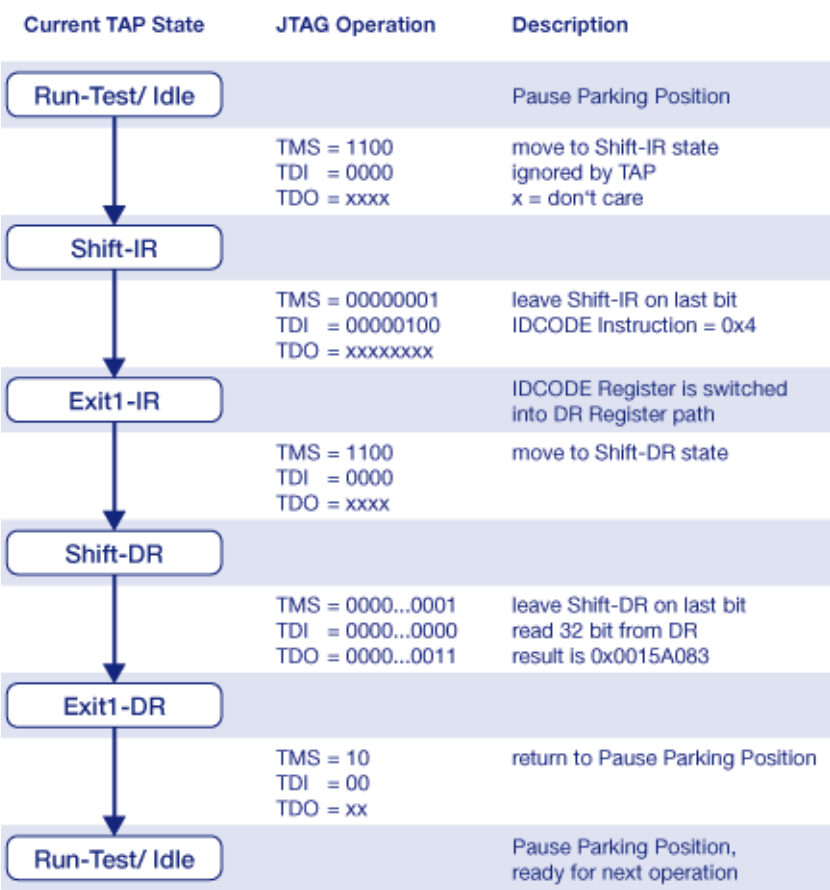 Current TAP State JTAG Operation Description
Run-Test/ Idle Pause Parking Position
TMS = 1100 move to Shift-IR state
TDI = 0000 ignored by TAP
TDO = xxxx x = don't care
Shift-IR
TMS = 00000001 leave Shift-IR on last bit
TDI = 00000100 IDCODE Instruction = 0x4
TDO = xxxxxxxx
Exit1-IR IDCODE Register is switched
into DR Register path
TMS = 1100 move to Shift-DR state
TDI = 0000
TDO = xxxx
Shift-DR
TMS = 0000...0001 leave Shift-DR on last bit
TDI = 0000...0000 read 32 bit from DR
TDO = 0000...0011 result is 0x0015A083
Exit1-DR
TMS = 10 return to Pause Parking Position
TDI = 00
TDO = xx
Run-Test/ Idle Pause Parking Position,
ready for next operation